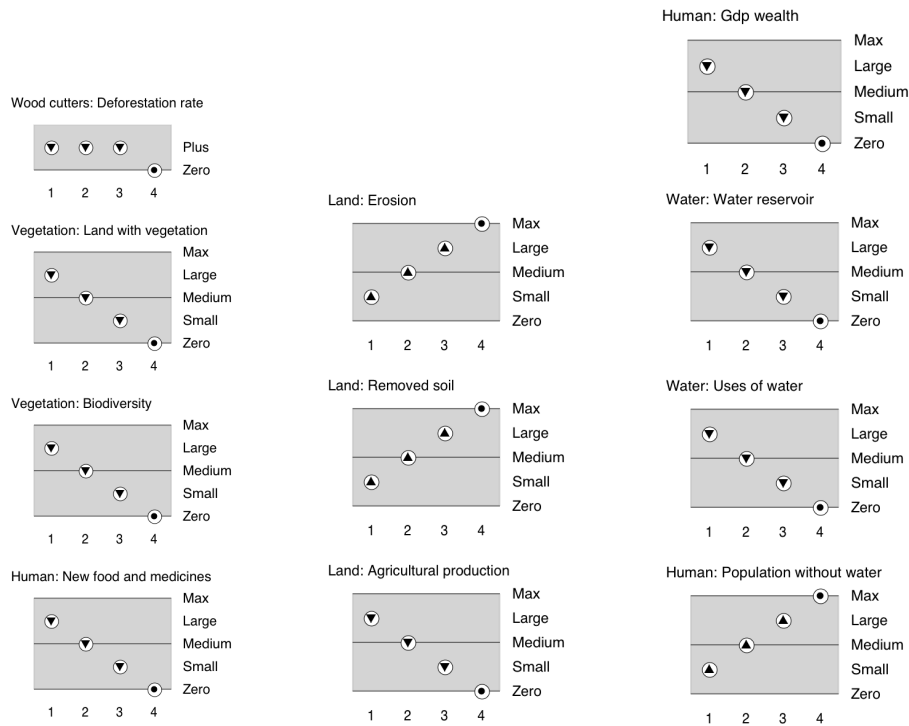 Wood cutters: Deforestation rate
Plus
Zero
1 2 3 4
Vegetation: Land with vegetation
Max
Large
Medium
Small
Zero
1 2 3 4
Vegetation: Biodiversity
Max
Large
Medium
Small
Zero
1 2 3 4
Human: New food and medicines
Max
Large
Medium
Small
Zero
1 2 3 4
Land: Erosion
Max
Large
Medium
Small
Zero
1 2 3 4
Land: Removed soil
Max
Large
Medium
Small
Zero
1 2 3 4
Land: Agricultural production
Max
Large
Medium
Small
Zero
1 2 3 4
Human: Gdp wealth
Max
Large
Medium
Small
Zero
1 2 3 4
Water: Water reservoir
Max
Large
Medium
Small
Zero
1 2 3 4
Water: Uses of water
Max
Large
Medium
Small
Zero
1 2 3 4
Human: Population without water
Max
Large
Medium
Small
Zero
1 2 3 4